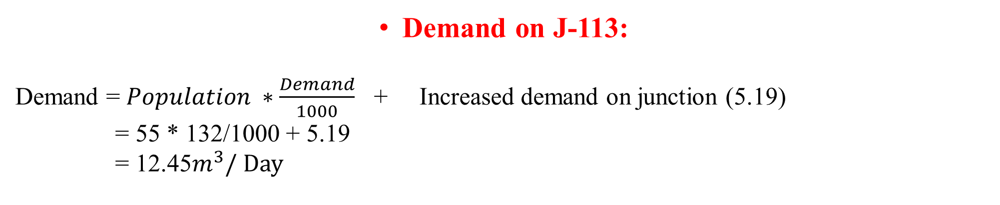 • Demand on J-113:
Demand = Population * Demand/1000 + Increased demand on junction (5.19)
= 55 * 132/1000 + 5.19
= 12.45m³/ Day